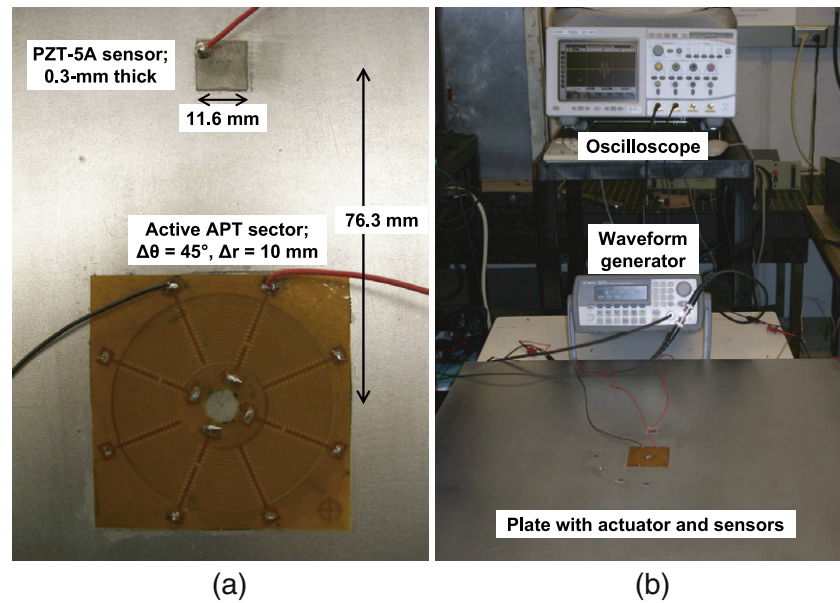 PZT-5A sensor;
0.3-mm thick
11.6 mm
76.3 mm
Active APT sector;
Δθ = 45°, Δr = 10 mm
(a)
Oscilloscope
Waveform
generator
Plate with actuator and sensors
(b)